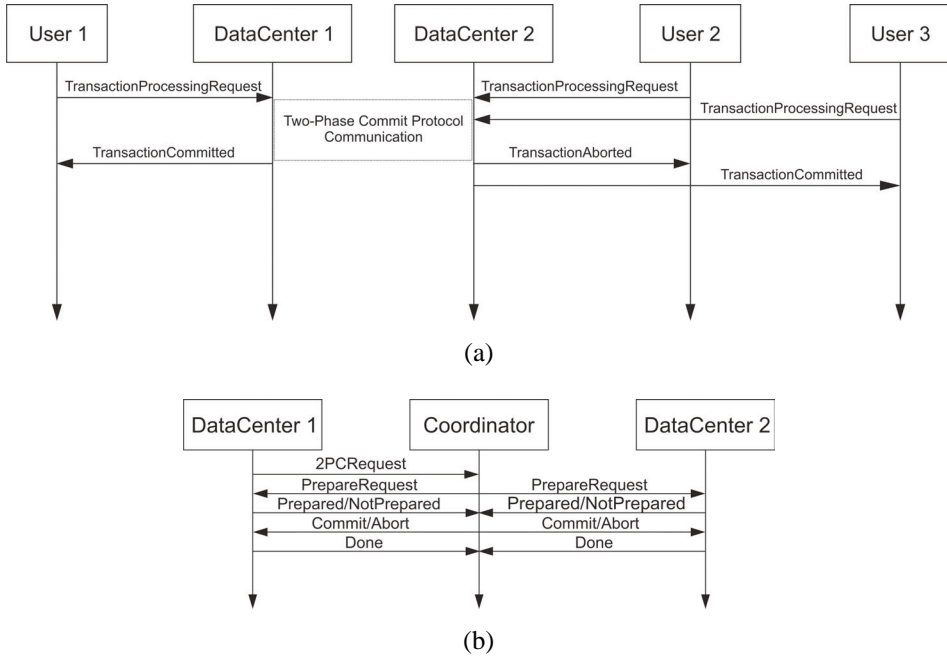 User 1
DataCenter 1
DataCenter 2
User 2
User 3
TransactionProcessingRequest
TransactionProcessingRequest
TransactionProcessingRequest
Two-Phase Commit Protocol
Communication
TransactionCommitted
TransactionAborted
TransactionCommitted
(a)
DataCenter 1
Coordinator
DataCenter 2
2PCRequest
PrepareRequest
PrepareRequest
Prepared/NotPrepared
Prepared/NotPrepared
Commit/Abort
Commit/Abort
Done
Done
(b)